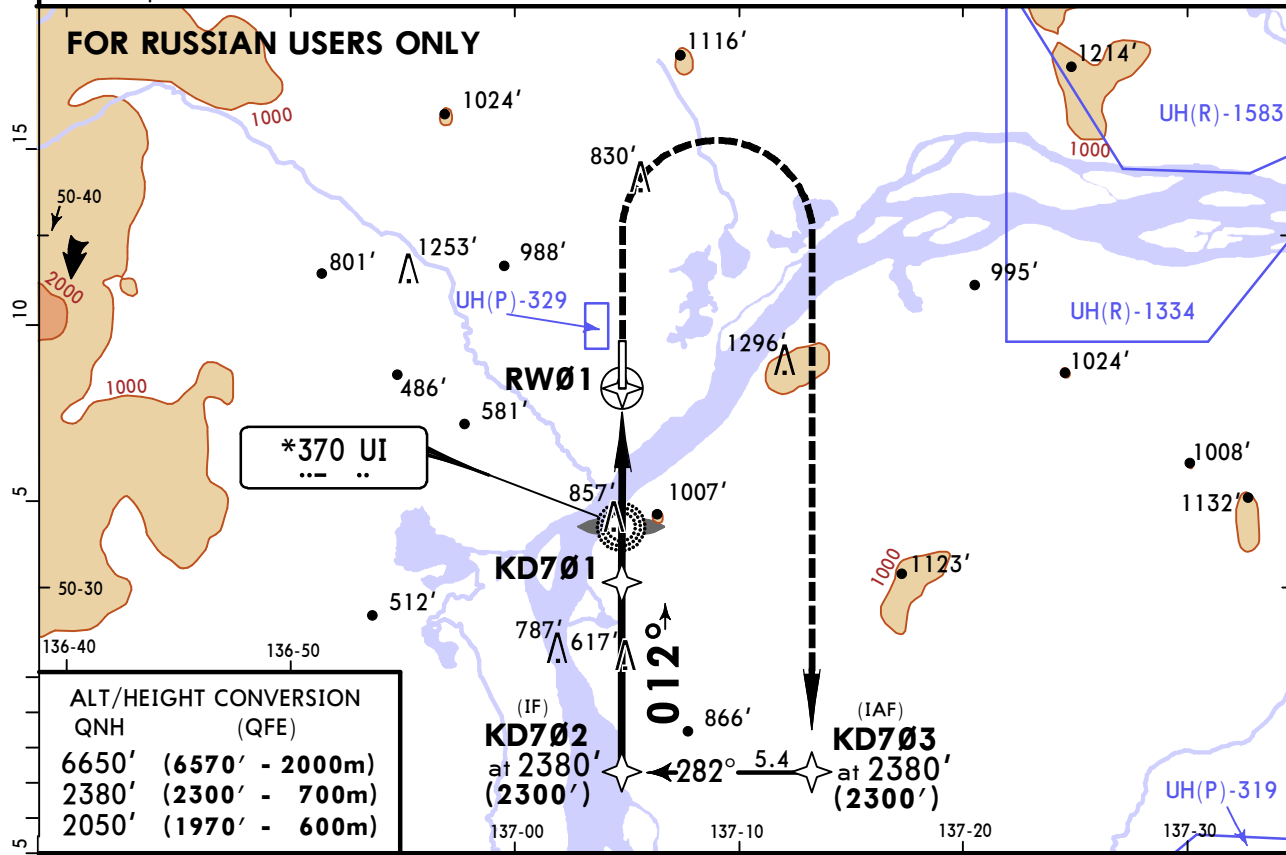 FOR RUSSIAN USERS ONLY
1116'
1214'
1024'
1000
UH(R)-1583
15
830'
1000
50-40
801'
1253'
988'
995'
2000
UH(P)-329
UH(R)-1334
10
1296'
1024'
RWØ1
1000
486'
581'
*370 UI
1008'
5
857'
1007'
1132'
KD7Ø1
1000
1123'
50-30
512'
787'
617'
136-40
136-50
012°
ALT/HEIGHT CONVERSION
QNH (QFE)
6650' (6570' - 2000m)
2380' (2300' - 700m)
2050' (1970' - 600m)
(IF)
KD7Ø2
at 2380'
(2300')
866'
282°
5.4
(IAF)
KD7Ø3
at 2380'
(2300')
UH(P)-319
5
137-00
137-10
137-20
137-30